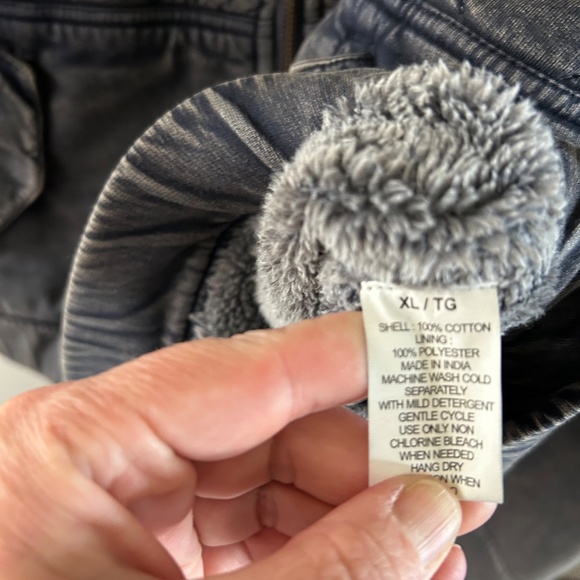 XL / TG
SHELL : 100% COTTON
LINING :
100% POLYESTER
MADE IN INDIA
MACHINE WASH COLD
SEPARATELY
WITH MILD DETERGENT
GENTLE CYCLE
USE ONLY NON
CHLORINE BLEACH
WHEN NEEDED
HANG DRY
WHEN